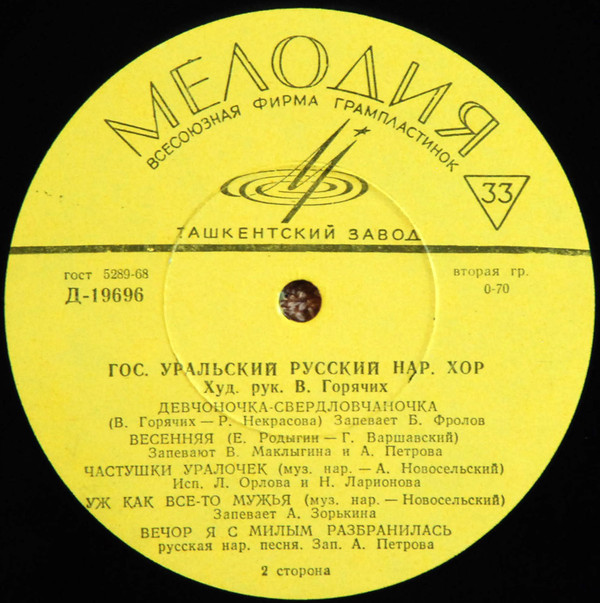 МЕЛОДИЯ
ВСЕСОЮЗНАЯ ФИРМА ГРАМПЛАСТИНОК
33
ТАШКЕНТСКИЙ ЗАВОД
гост 5289-68
вторая гр.
Д-19696
0-70
ГОС. УРАЛЬСКИЙ РУССКИЙ НАР. ХОР
Худ. рук. В. Горячих
ДЕВЧОНОЧКА-СВЕРДЛОВЧАНОЧКА
(В. Горячих — Р. Некрасова) Запевает Б. Фролов
ВЕСЕННЯЯ (Е. Родыгин — Г. Варшавский)
Запевают В. Маклыгина и А. Петрова
ЧАСТУШКИ УРАЛОЧЕК (муз. нар. — А. Новосельский)
Исп. Л. Орлова и Н. Ларионова
УЖ КАК ВСЕ-ТО МУЖЬЯ (муз. нар. — Новосельский)
Запевает А. Зорькина
ВЕЧОР Я С МИЛЫМ РАЗБРАНИЛАСЬ
русская нар. песня. Зап. А. Петрова
2 сторона